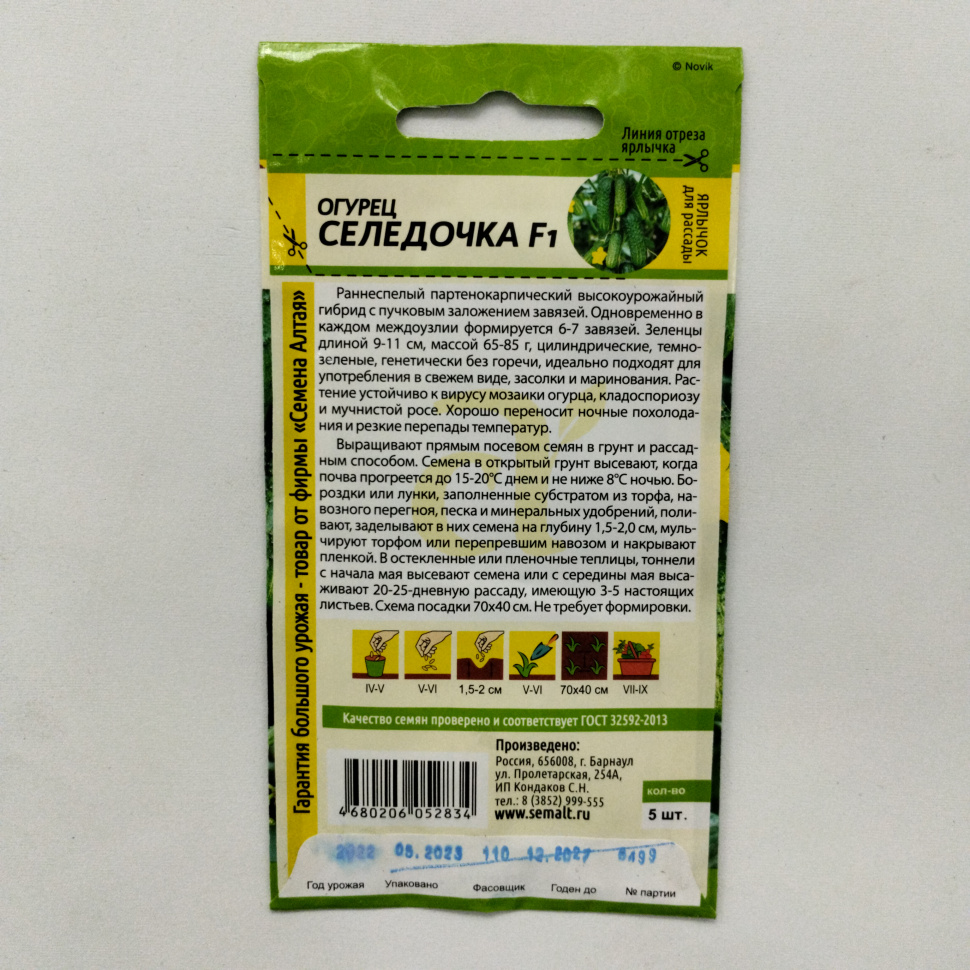 © Novik
Линия отреза
ярлычка
ОГУРЕЦ
СЕЛЕДОЧКА F1
ЯРЛЫЧОК
для рассады
Гарантия большого урожая - товар от фирмы «Семена Алтая»
Раннеспелый партенокарпический высокоурожайный
гибрид с пучковым заложением завязей. Одновременно в
каждом междоузлии формируется 6-7 завязей. Зеленцы
длиной 9-11 см, массой 65-85 г, цилиндрические, темно-
зеленые, генетически без горечи, идеально подходят для
употребления в свежем виде, засолки и маринования. Рас-
тение устойчиво к вирусу мозаики огурца, кладоспориозу
и мучнистой росе. Хорошо переносит ночные похолода-
ния и резкие перепады температур.
Выращивают прямым посевом семян в грунт и рассад-
ным способом. Семена в открытый грунт высевают, когда
почва прогреется до 15-20°С днем и не ниже 8°С ночью. Бо-
роздки или лунки, заполненные субстратом из торфа, на-
возного перегноя, песка и минеральных удобрений, поли-
вают, заделывают в них семена на глубину 1,5-2,0 см, муль-
чируют торфом или перепревшим навозом и накрывают
пленкой. В остекленные или пленочные теплицы, тоннели
с начала мая высевают семена или с середины мая выса-
живают 20-25-дневную рассаду, имеющую 3-5 настоящих
листьев. Схема посадки 70х40 см. Не требует формировки.
IV-V V-VI 1,5-2 см V-VI 70х40 см VII-IX
Качество семян проверено и соответствует ГОСТ 32592-2013
Произведено:
Россия, 656008, г. Барнаул
ул. Пролетарская, 254А,
ИП Кондаков С.Н.
тел.: 8 (3852) 999-555
www.semalt.ru
кол-во
5 шт.
4 680206 052834
2022 05.2023 110 12.2027 6499
Год урожая Упаковано Фасовщик Годен до № партии